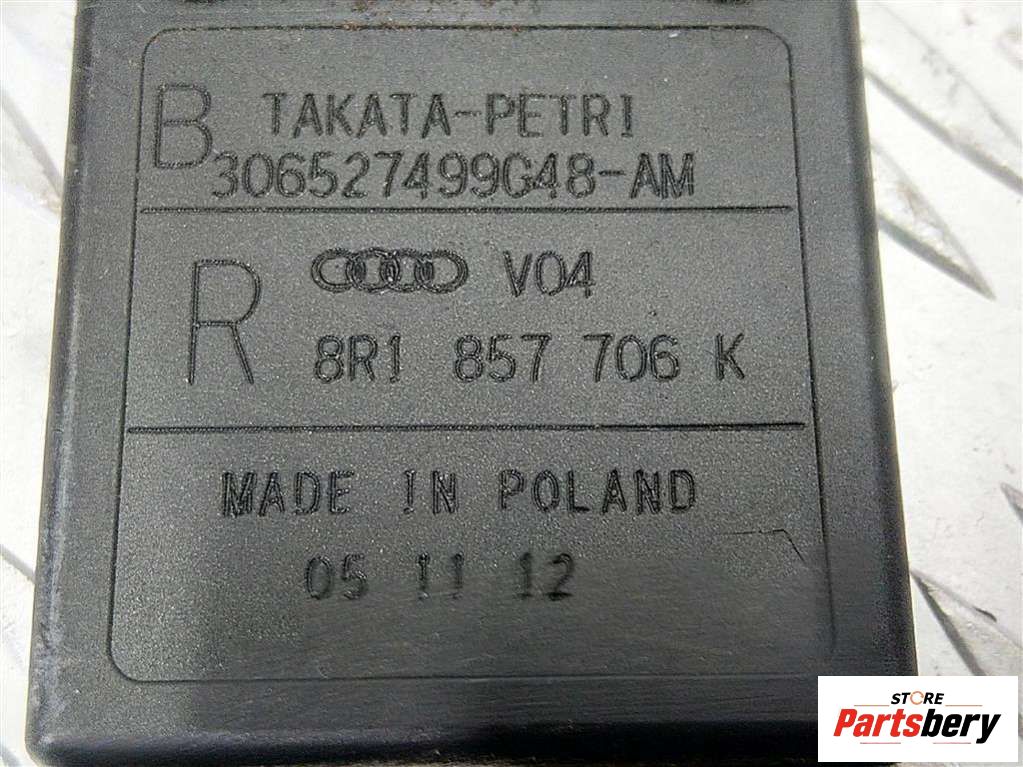 B TAKATA-PETRI
306527499G48-AM
R V04
8R1 857 706 K
MADE IN POLAND
05 11 12
STORE
Partsbery